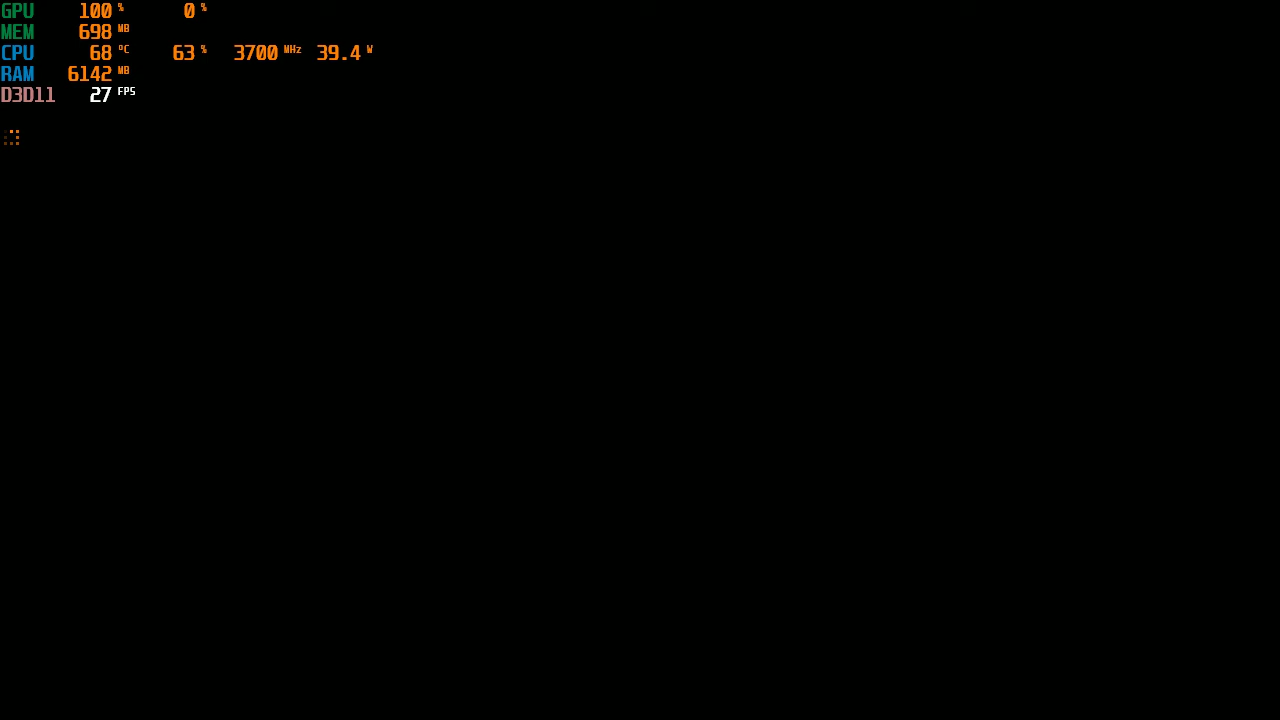 GPU 100 % 0 %
MEM 698 MB
CPU 68 °C 63 % 3700 MHz 39.4 W
RAM 6142 MB
D3D11 27 FPS